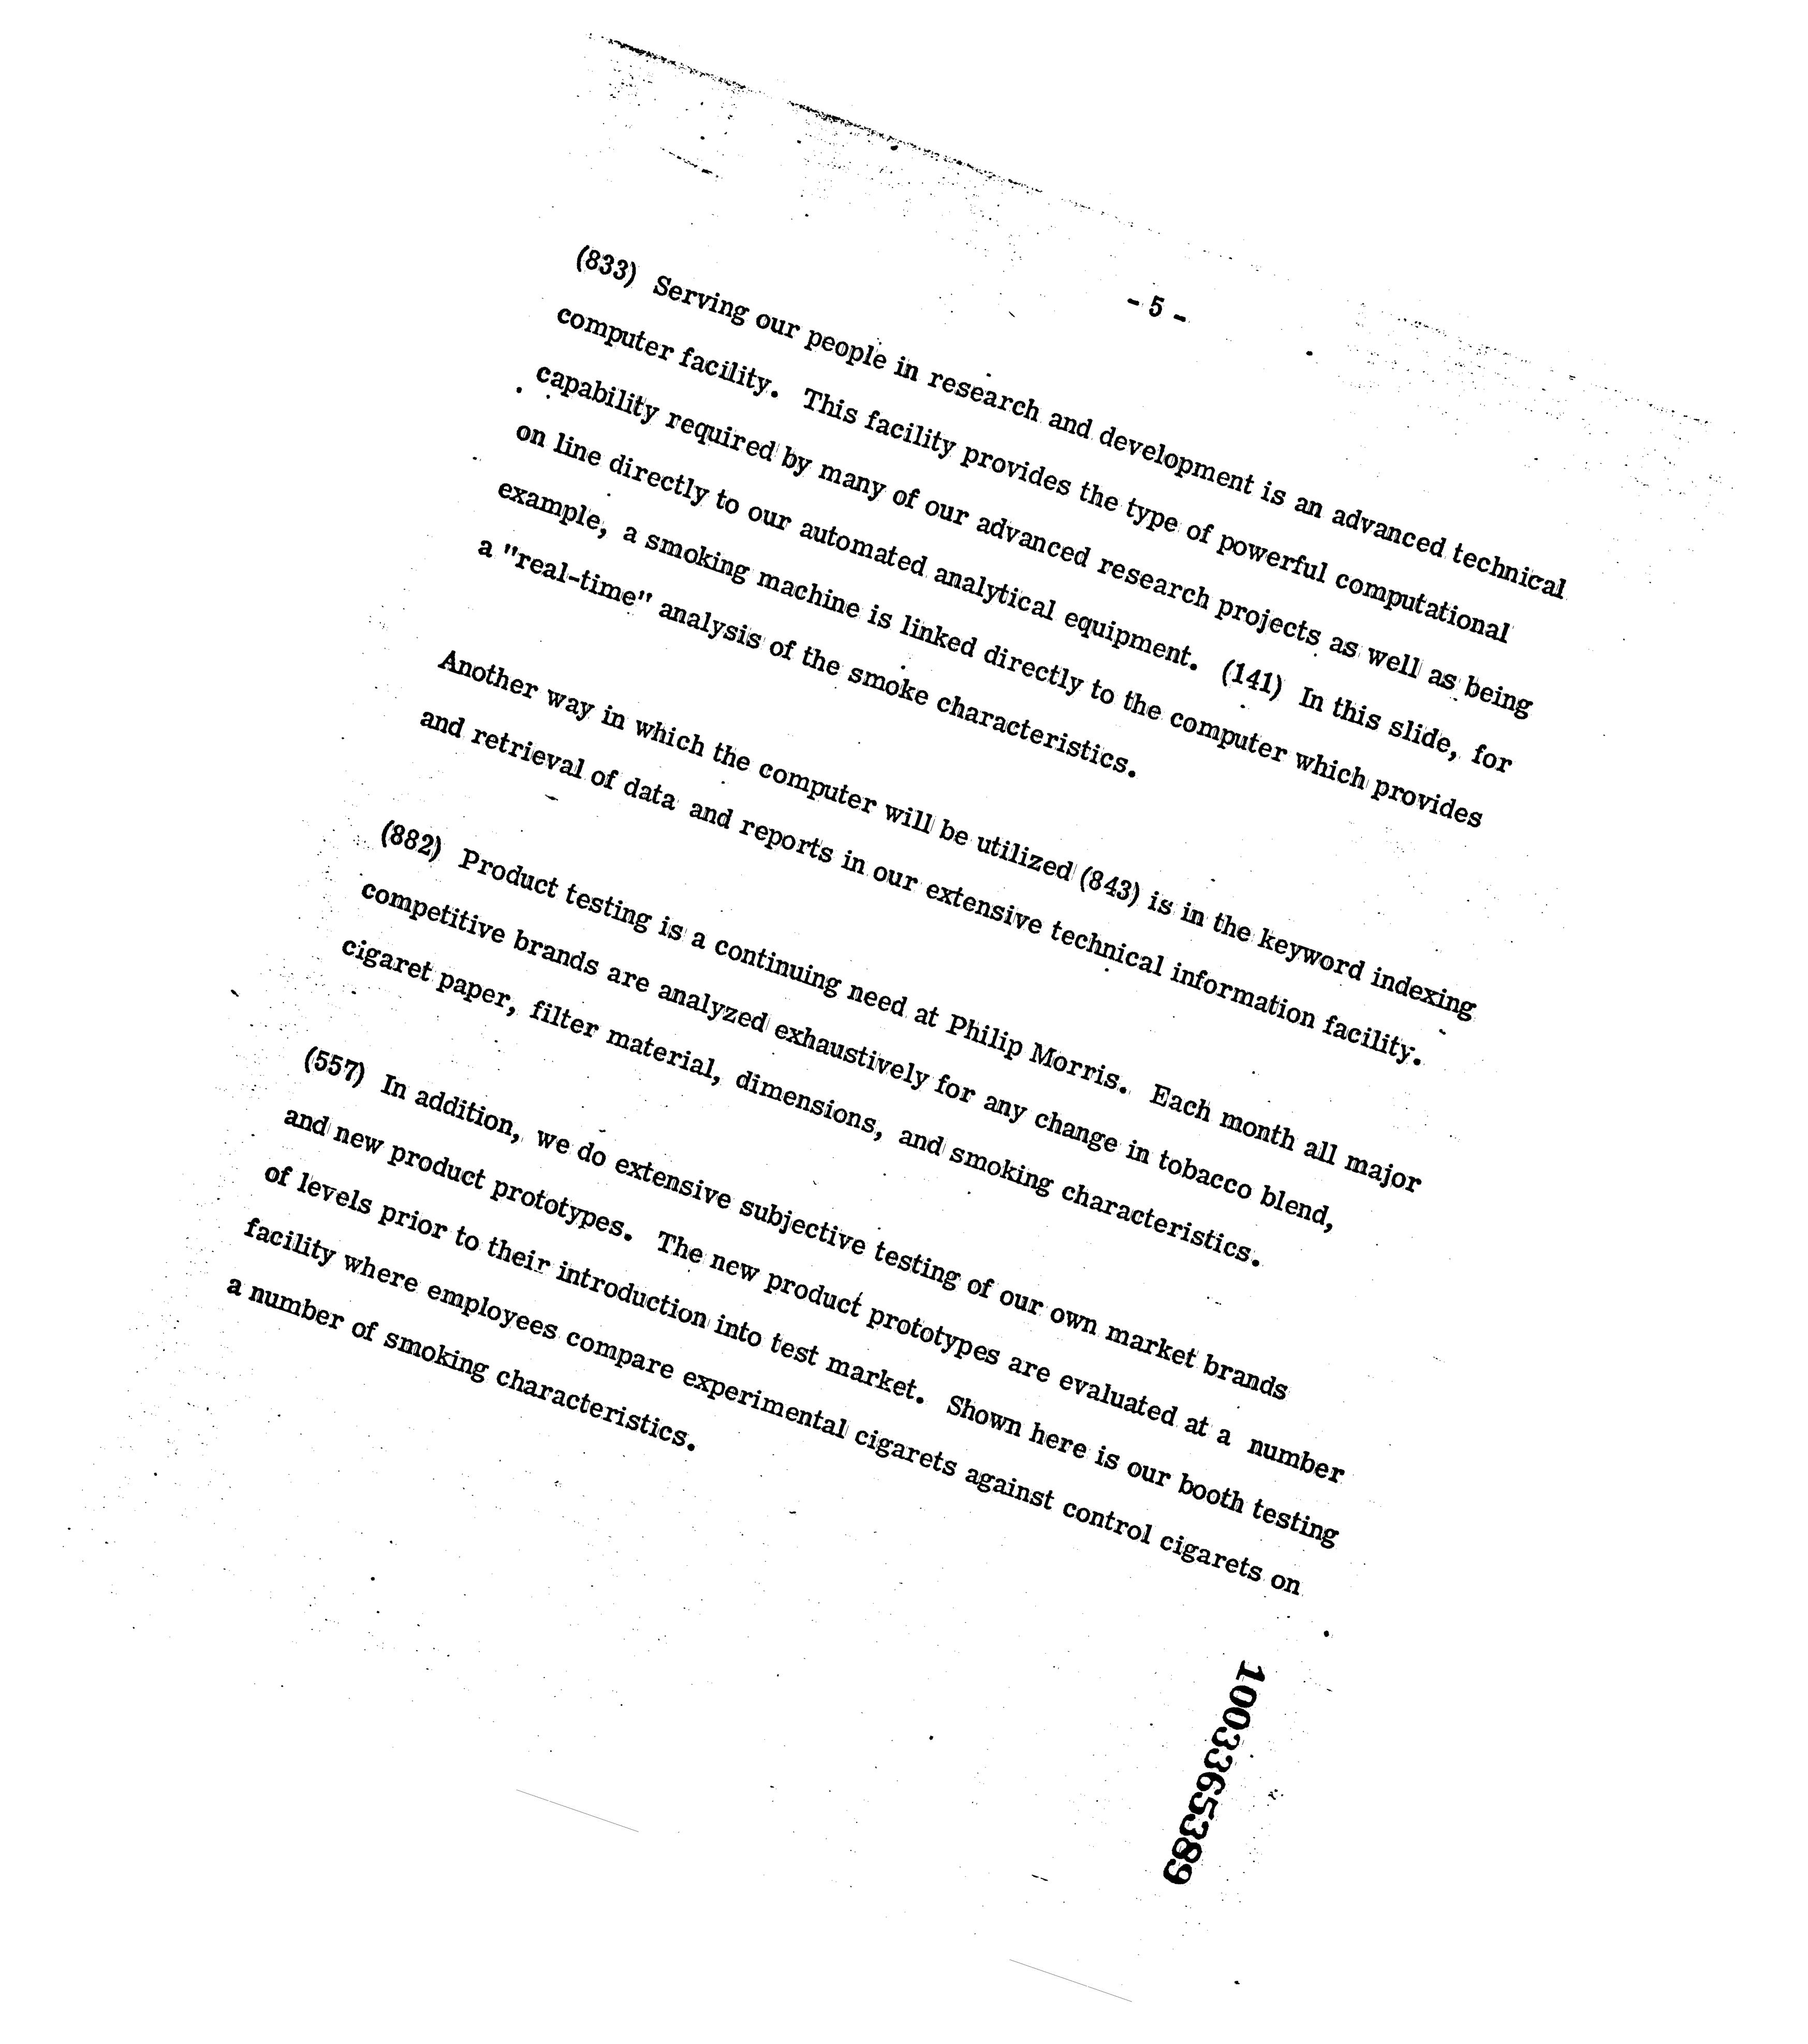 - 5 -
(833) Serving our people in research and development is an advanced technical
computer facility. This facility provides the type of powerful computational
capability required by many of our advanced research projects as well as being
on line directly to our automated analytical equipment. (141) In this slide, for
example, a smoking machine is linked directly to the computer which provides
a "real-time" analysis of the smoke characteristics.
Another way in which the computer will be utilized (843) is in the keyword indexing
and retrieval of data and reports in our extensive technical information facility.
(882) Product testing is a continuing need at Philip Morris. Each month all major
competitive brands are analyzed exhaustively for any change in tobacco blend,
cigaret paper, filter material, dimensions, and smoking characteristics.
(557) In addition, we do extensive subjective testing of our own market brands
and new product prototypes. The new product prototypes are evaluated at a number
of levels prior to their introduction into test market. Shown here is our booth testing
facility where employees compare experimental cigarets against control cigarets on
a number of smoking characteristics.
1003365389